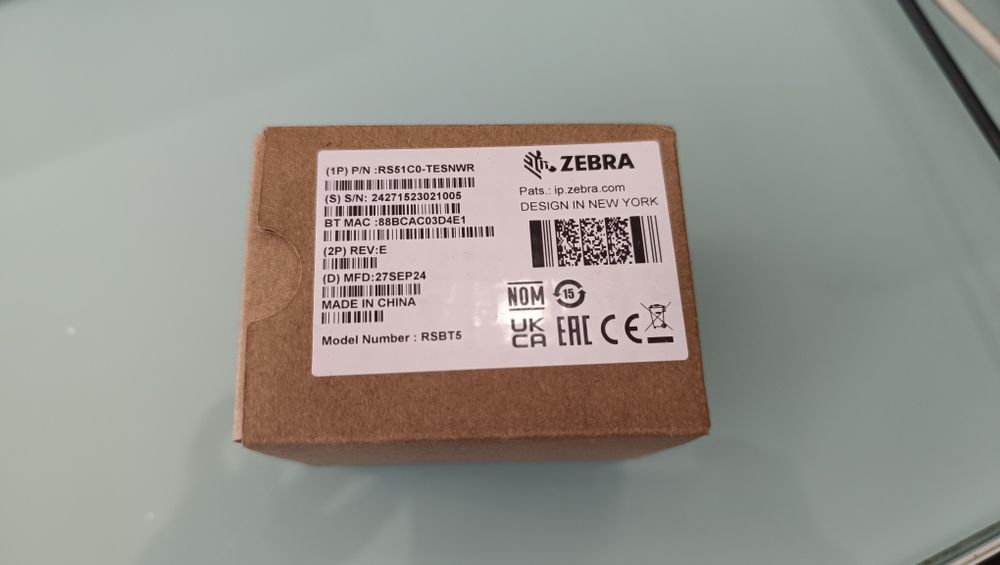 (1P) P/N :RS51C0-TESNWR
(S) S/N: 24271523021005
BT MAC :88BCAC03D4E1
(2P) REV:E
(D) MFD:27SEP24
MADE IN CHINA
Model Number : RSBT5
ZEBRA
Pats.: ip.zebra.com
DESIGN IN NEW YORK
NOM
15
UK
CA
EAC
CE